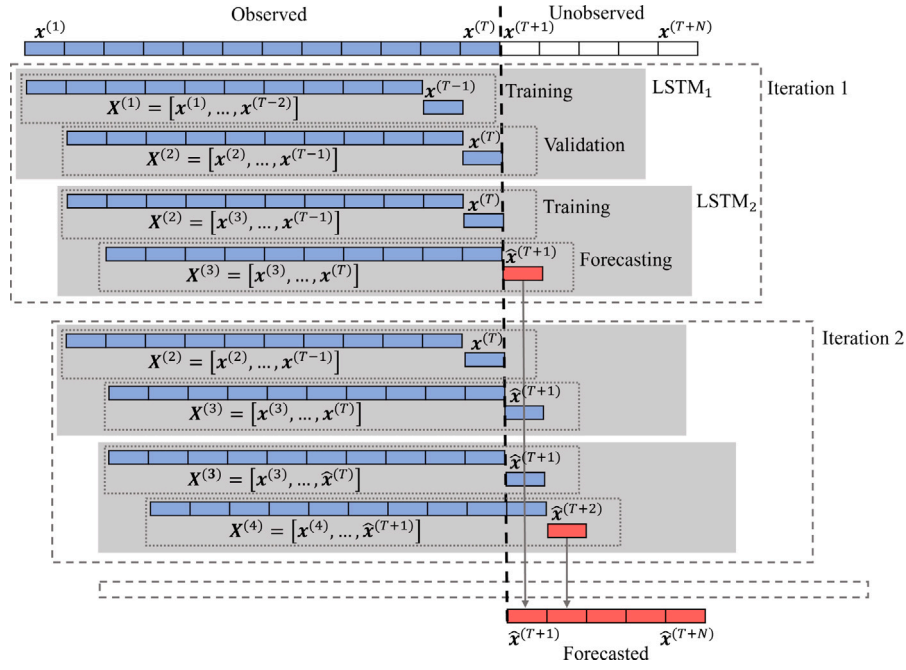 Observed
Unobserved
𝒙^(1)
𝒙^(T)
𝒙^(T+1)
𝒙^(T+N)
𝒙^(T−1)
Training
LSTM₁
Iteration 1
𝑿^(1) = [𝒙^(1), …, 𝒙^(T−2)]
𝒙^(T)
Validation
𝑿^(2) = [𝒙^(2), …, 𝒙^(T−1)]
𝒙^(T)
Training
LSTM₂
𝑿^(2) = [𝒙^(3), …, 𝒙^(T−1)]
𝒙̂^(T+1)
Forecasting
𝑿^(3) = [𝒙^(3), …, 𝒙^(T)]
𝒙^(T)
Iteration 2
𝑿^(2) = [𝒙^(2), …, 𝒙^(T−1)]
𝒙̂^(T+1)
𝑿^(3) = [𝒙^(3), …, 𝒙^(T)]
𝒙̂^(T+1)
𝑿^(3) = [𝒙^(3), …, 𝒙̂^(T)]
𝒙̂^(T+2)
𝑿^(4) = [𝒙^(4), …, 𝒙̂^(T+1)]
𝒙̂^(T+1)
𝒙̂^(T+N)
Forecasted